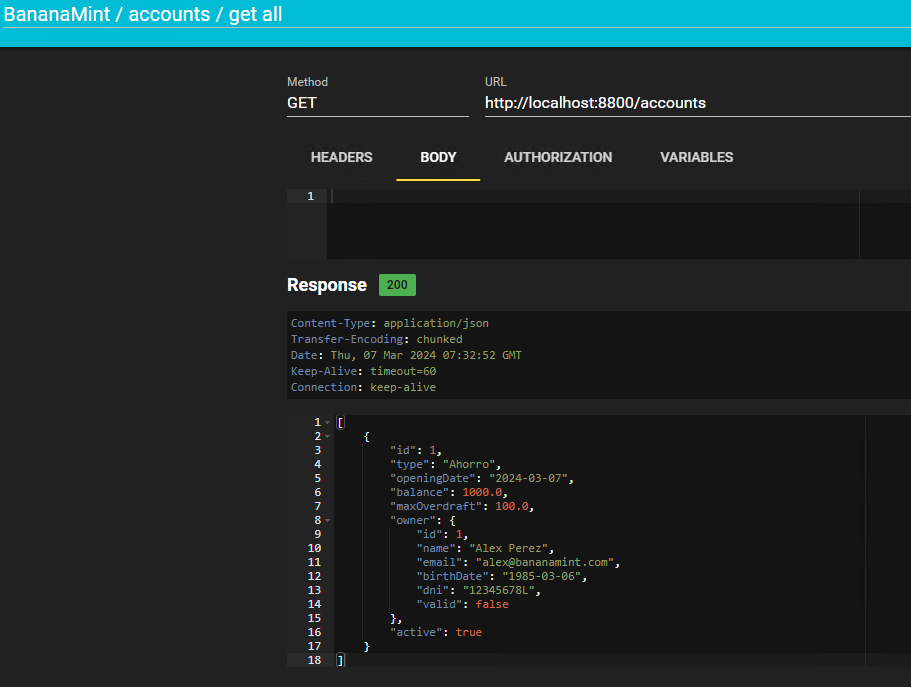 BananaMint / accounts / get all
Method
URL
GET
http://localhost:8800/accounts
HEADERS BODY AUTHORIZATION VARIABLES
1
Response 200
Content-Type: application/json
Transfer-Encoding: chunked
Date: Thu, 07 Mar 2024 07:32:52 GMT
Keep-Alive: timeout=60
Connection: keep-alive
1 [
2 {
3 "id": 1,
4 "type": "Ahorro",
5 "openingDate": "2024-03-07",
6 "balance": 1000.0,
7 "maxOverdraft": 100.0,
8 "owner": {
9 "id": 1,
10 "name": "Alex Perez",
11 "email": "alex@bananamint.com",
12 "birthDate": "1985-03-06",
13 "dni": "12345678L",
14 "valid": false
15 },
16 "active": true
17 }
18 ]